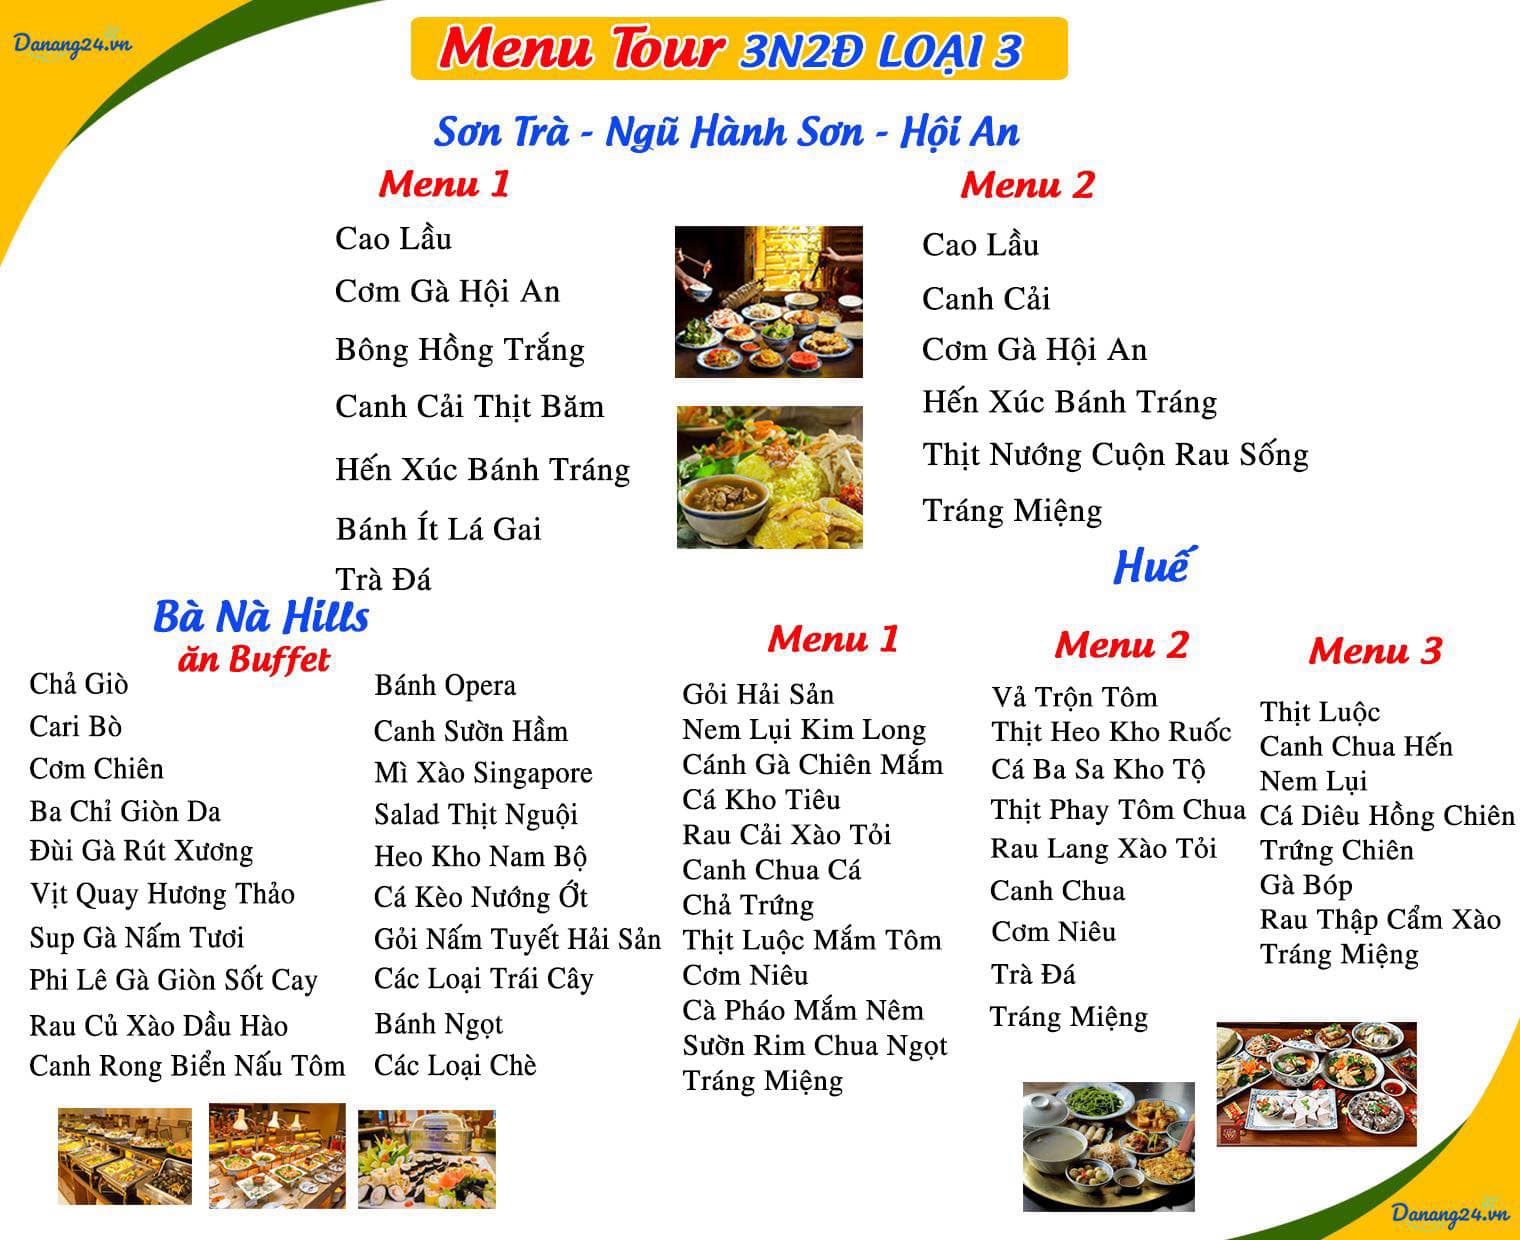 Danang24.vn
Menu Tour 3N2Đ LOẠI 3
Sơn Trà - Ngũ Hành Sơn - Hội An
Menu 1
Cao Lầu
Cơm Gà Hội An
Bông Hồng Trắng
Canh Cải Thịt Băm
Hến Xúc Bánh Tráng
Bánh Ít Lá Gai
Trà Đá
Menu 2
Cao Lầu
Canh Cải
Cơm Gà Hội An
Hến Xúc Bánh Tráng
Thịt Nướng Cuộn Rau Sống
Tráng Miệng
Bà Nà Hills
ăn Buffet
Chả Giò
Cari Bò
Cơm Chiên
Ba Chỉ Giòn Da
Đùi Gà Rút Xương
Vịt Quay Hương Thảo
Sup Gà Nấm Tươi
Phi Lê Gà Giòn Sốt Cay
Rau Củ Xào Dầu Hào
Canh Rong Biển Nấu Tôm
Bánh Opera
Canh Sườn Hầm
Mì Xào Singapore
Salad Thịt Nguội
Heo Kho Nam Bộ
Cá Kèo Nướng Ớt
Gỏi Nấm Tuyết Hải Sản
Các Loại Trái Cây
Bánh Ngọt
Các Loại Chè
Huế
Menu 1
Gỏi Hải Sản
Nem Lụi Kim Long
Cánh Gà Chiên Mắm
Cá Kho Tiêu
Rau Cải Xào Tỏi
Canh Chua Cá
Chả Trứng
Thịt Luộc Mắm Tôm
Cơm Niêu
Cà Pháo Mắm Nêm
Sườn Rim Chua Ngọt
Tráng Miệng
Menu 2
Vả Trộn Tôm
Thịt Heo Kho Ruốc
Cá Ba Sa Kho Tộ
Thịt Phay Tôm Chua
Rau Lang Xào Tỏi
Canh Chua
Cơm Niêu
Trà Đá
Tráng Miệng
Menu 3
Thịt Luộc
Canh Chua Hến
Nem Lụi
Cá Diêu Hồng Chiên
Trứng Chiên
Gà Bóp
Rau Thập Cẩm Xào
Tráng Miệng
Danang24.vn